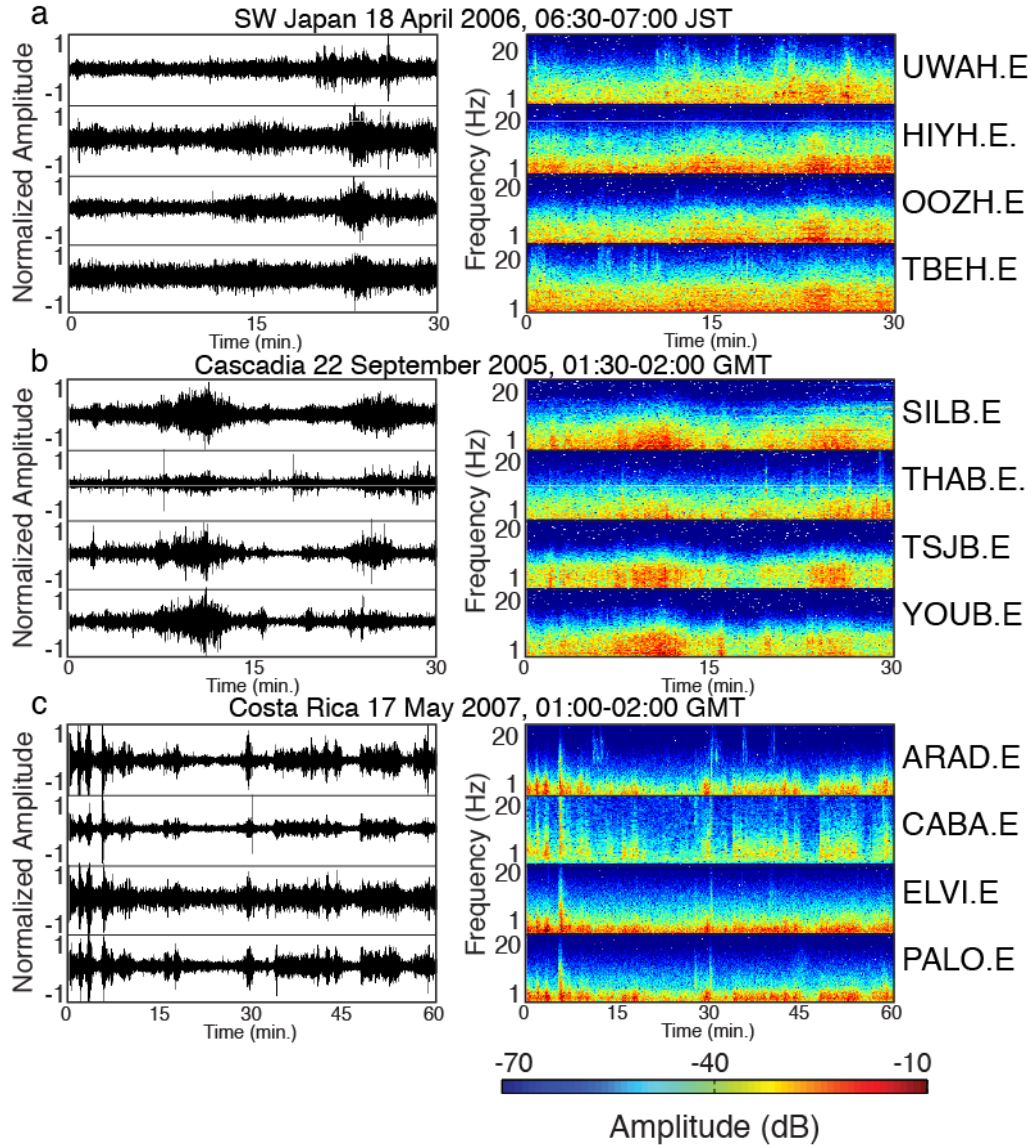 a
SW Japan 18 April 2006, 06:30-07:00 JST
Normalized Amplitude
1
-1
1
-1
1
-1
1
-1
0 15 30
Time (min.)
Frequency (Hz)
20
1
20
1
20
1
20
1
0 15 30
Time (min.)
UWAH.E
HIYH.E.
OOZH.E
TBEH.E
b
Cascadia 22 September 2005, 01:30-02:00 GMT
Normalized Amplitude
1
-1
1
-1
1
-1
1
-1
0 15 30
Time (min.)
Frequency (Hz)
20
1
20
1
20
1
20
1
0 15 30
Time (min.)
SILB.E
THAB.E.
TSJB.E
YOUB.E
c
Costa Rica 17 May 2007, 01:00-02:00 GMT
Normalized Amplitude
1
-1
1
-1
1
-1
1
-1
0 15 30 45 60
Time (min.)
Frequency (Hz)
20
1
20
1
20
1
20
1
0 15 30 45 60
Time (min.)
ARAD.E
CABA.E
ELVI.E
PALO.E
-70 -40 -10
Amplitude (dB)